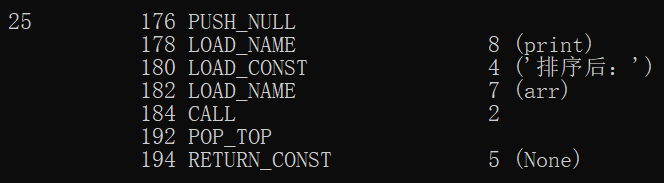 25 176 PUSH_NULL
178 LOAD_NAME 8 (print)
180 LOAD_CONST 4 ('排序后：')
182 LOAD_NAME 7 (arr)
184 CALL 2
192 POP_TOP
194 RETURN_CONST 5 (None)